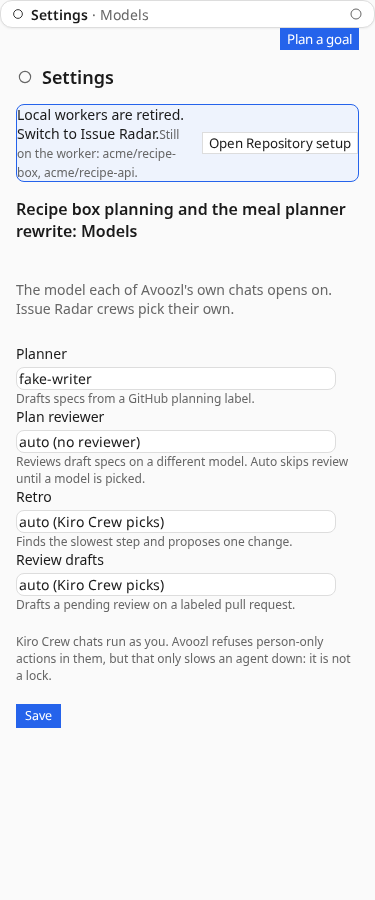 Settings · Models
Plan a goal
Settings
Local workers are retired.
Switch to Issue Radar.Still
on the worker: acme/recipe-
box, acme/recipe-api.
Open Repository setup
Recipe box planning and the meal planner
rewrite: Models
The model each of Avoozl's own chats opens on.
Issue Radar crews pick their own.
Planner
fake-writer
Drafts specs from a GitHub planning label.
Plan reviewer
auto (no reviewer)
Reviews draft specs on a different model. Auto skips review
until a model is picked.
Retro
auto (Kiro Crew picks)
Finds the slowest step and proposes one change.
Review drafts
auto (Kiro Crew picks)
Drafts a pending review on a labeled pull request.
Kiro Crew chats run as you. Avoozl refuses person-only
actions in them, but that only slows an agent down: it is not
a lock.
Save